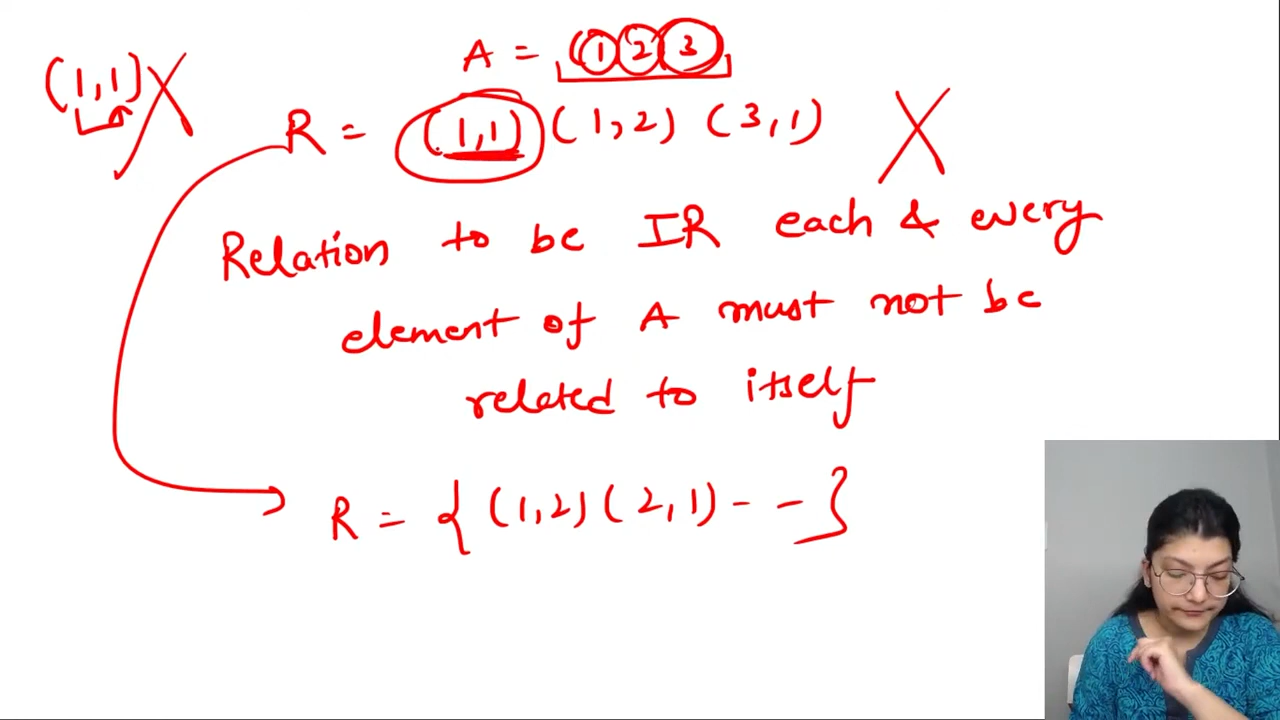 A = (1 2 3
(1,1) X
R = (1,1) (1,2) (3,1) X
Relation to be IR each & every
element of A must not be
related to itself
R = { (1,2) (2,1) - - }